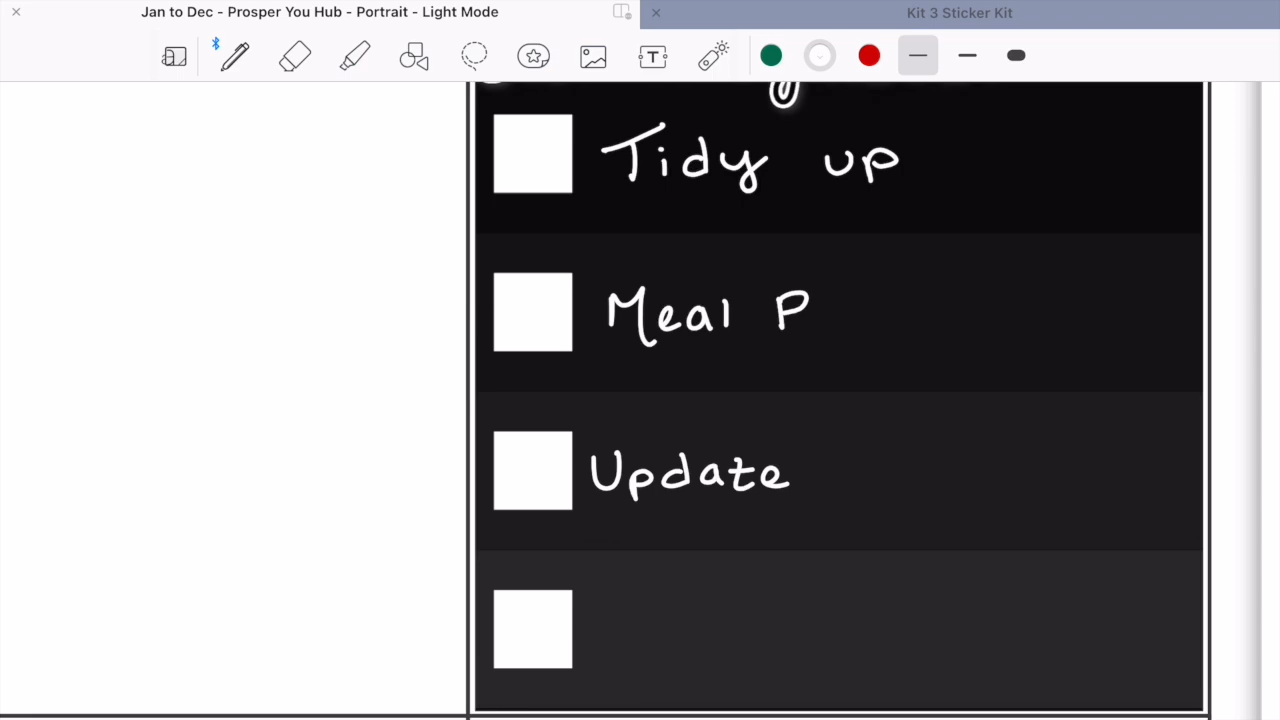 Jan to Dec - Prosper You Hub - Portrait - Light Mode
Kit 3 Sticker Kit
Tidy up
Meal P
Update